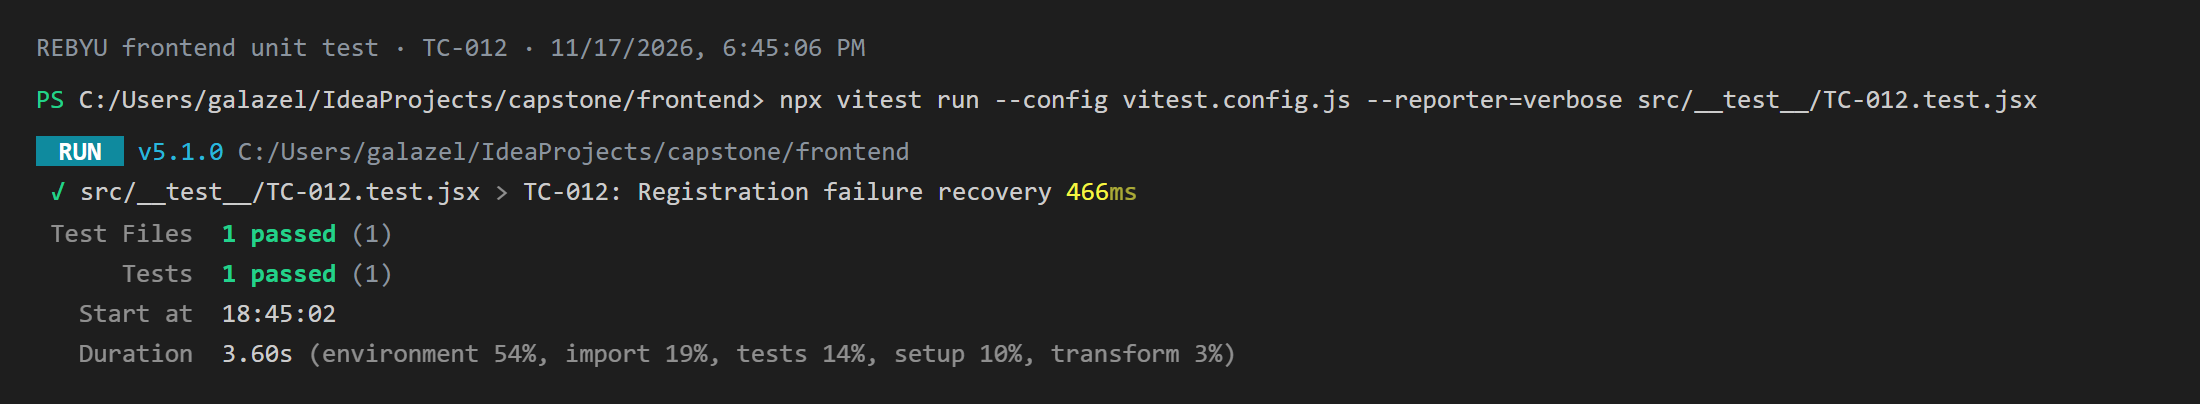 REBYU frontend unit test · TC-012 · 11/17/2026, 6:45:06 PM
PS C:/Users/galazel/IdeaProjects/capstone/frontend> npx vitest run --config vitest.config.js --reporter=verbose src/__test__/TC-012.test.jsx
RUN v5.1.0 C:/Users/galazel/IdeaProjects/capstone/frontend
√ src/__test__/TC-012.test.jsx > TC-012: Registration failure recovery 466ms
Test Files 1 passed (1)
Tests 1 passed (1)
Start at 18:45:02
Duration 3.60s (environment 54%, import 19%, tests 14%, setup 10%, transform 3%)